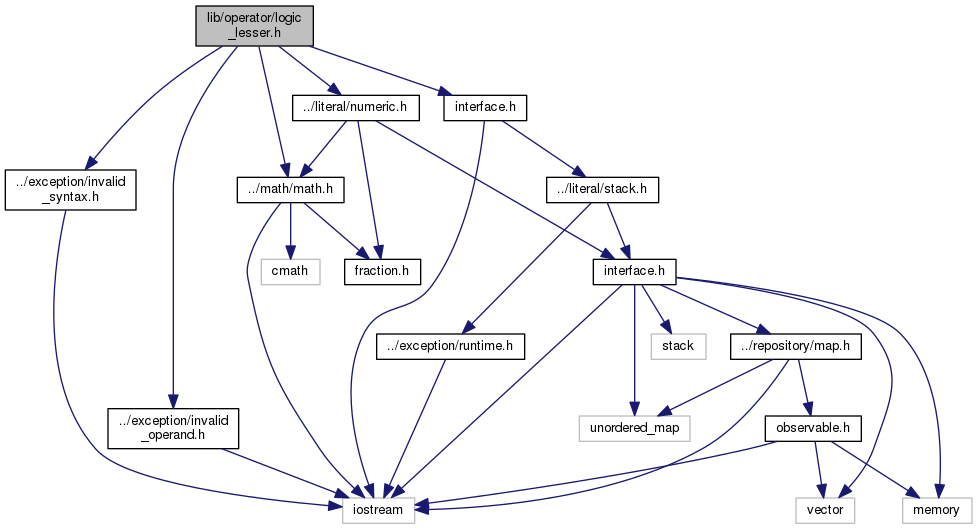 lib/operator/logic
_lesser.h
../literal/numeric.h
interface.h
../exception/invalid
_syntax.h
../math/math.h
../literal/stack.h
cmath
fraction.h
interface.h
../exception/runtime.h
stack
../repository/map.h
../exception/invalid
_operand.h
unordered_map
observable.h
iostream
vector
memory